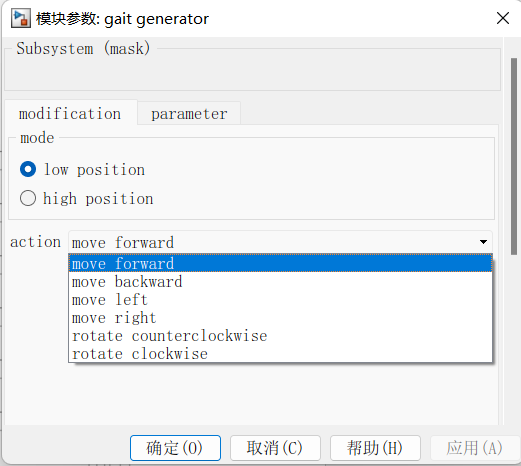 模块参数: gait generator
Subsystem (mask)
modification parameter
mode
low position
high position
action move forward
move forward
move backward
move left
move right
rotate counterclockwise
rotate clockwise
确定(O) 取消(C) 帮助(H) 应用(A)